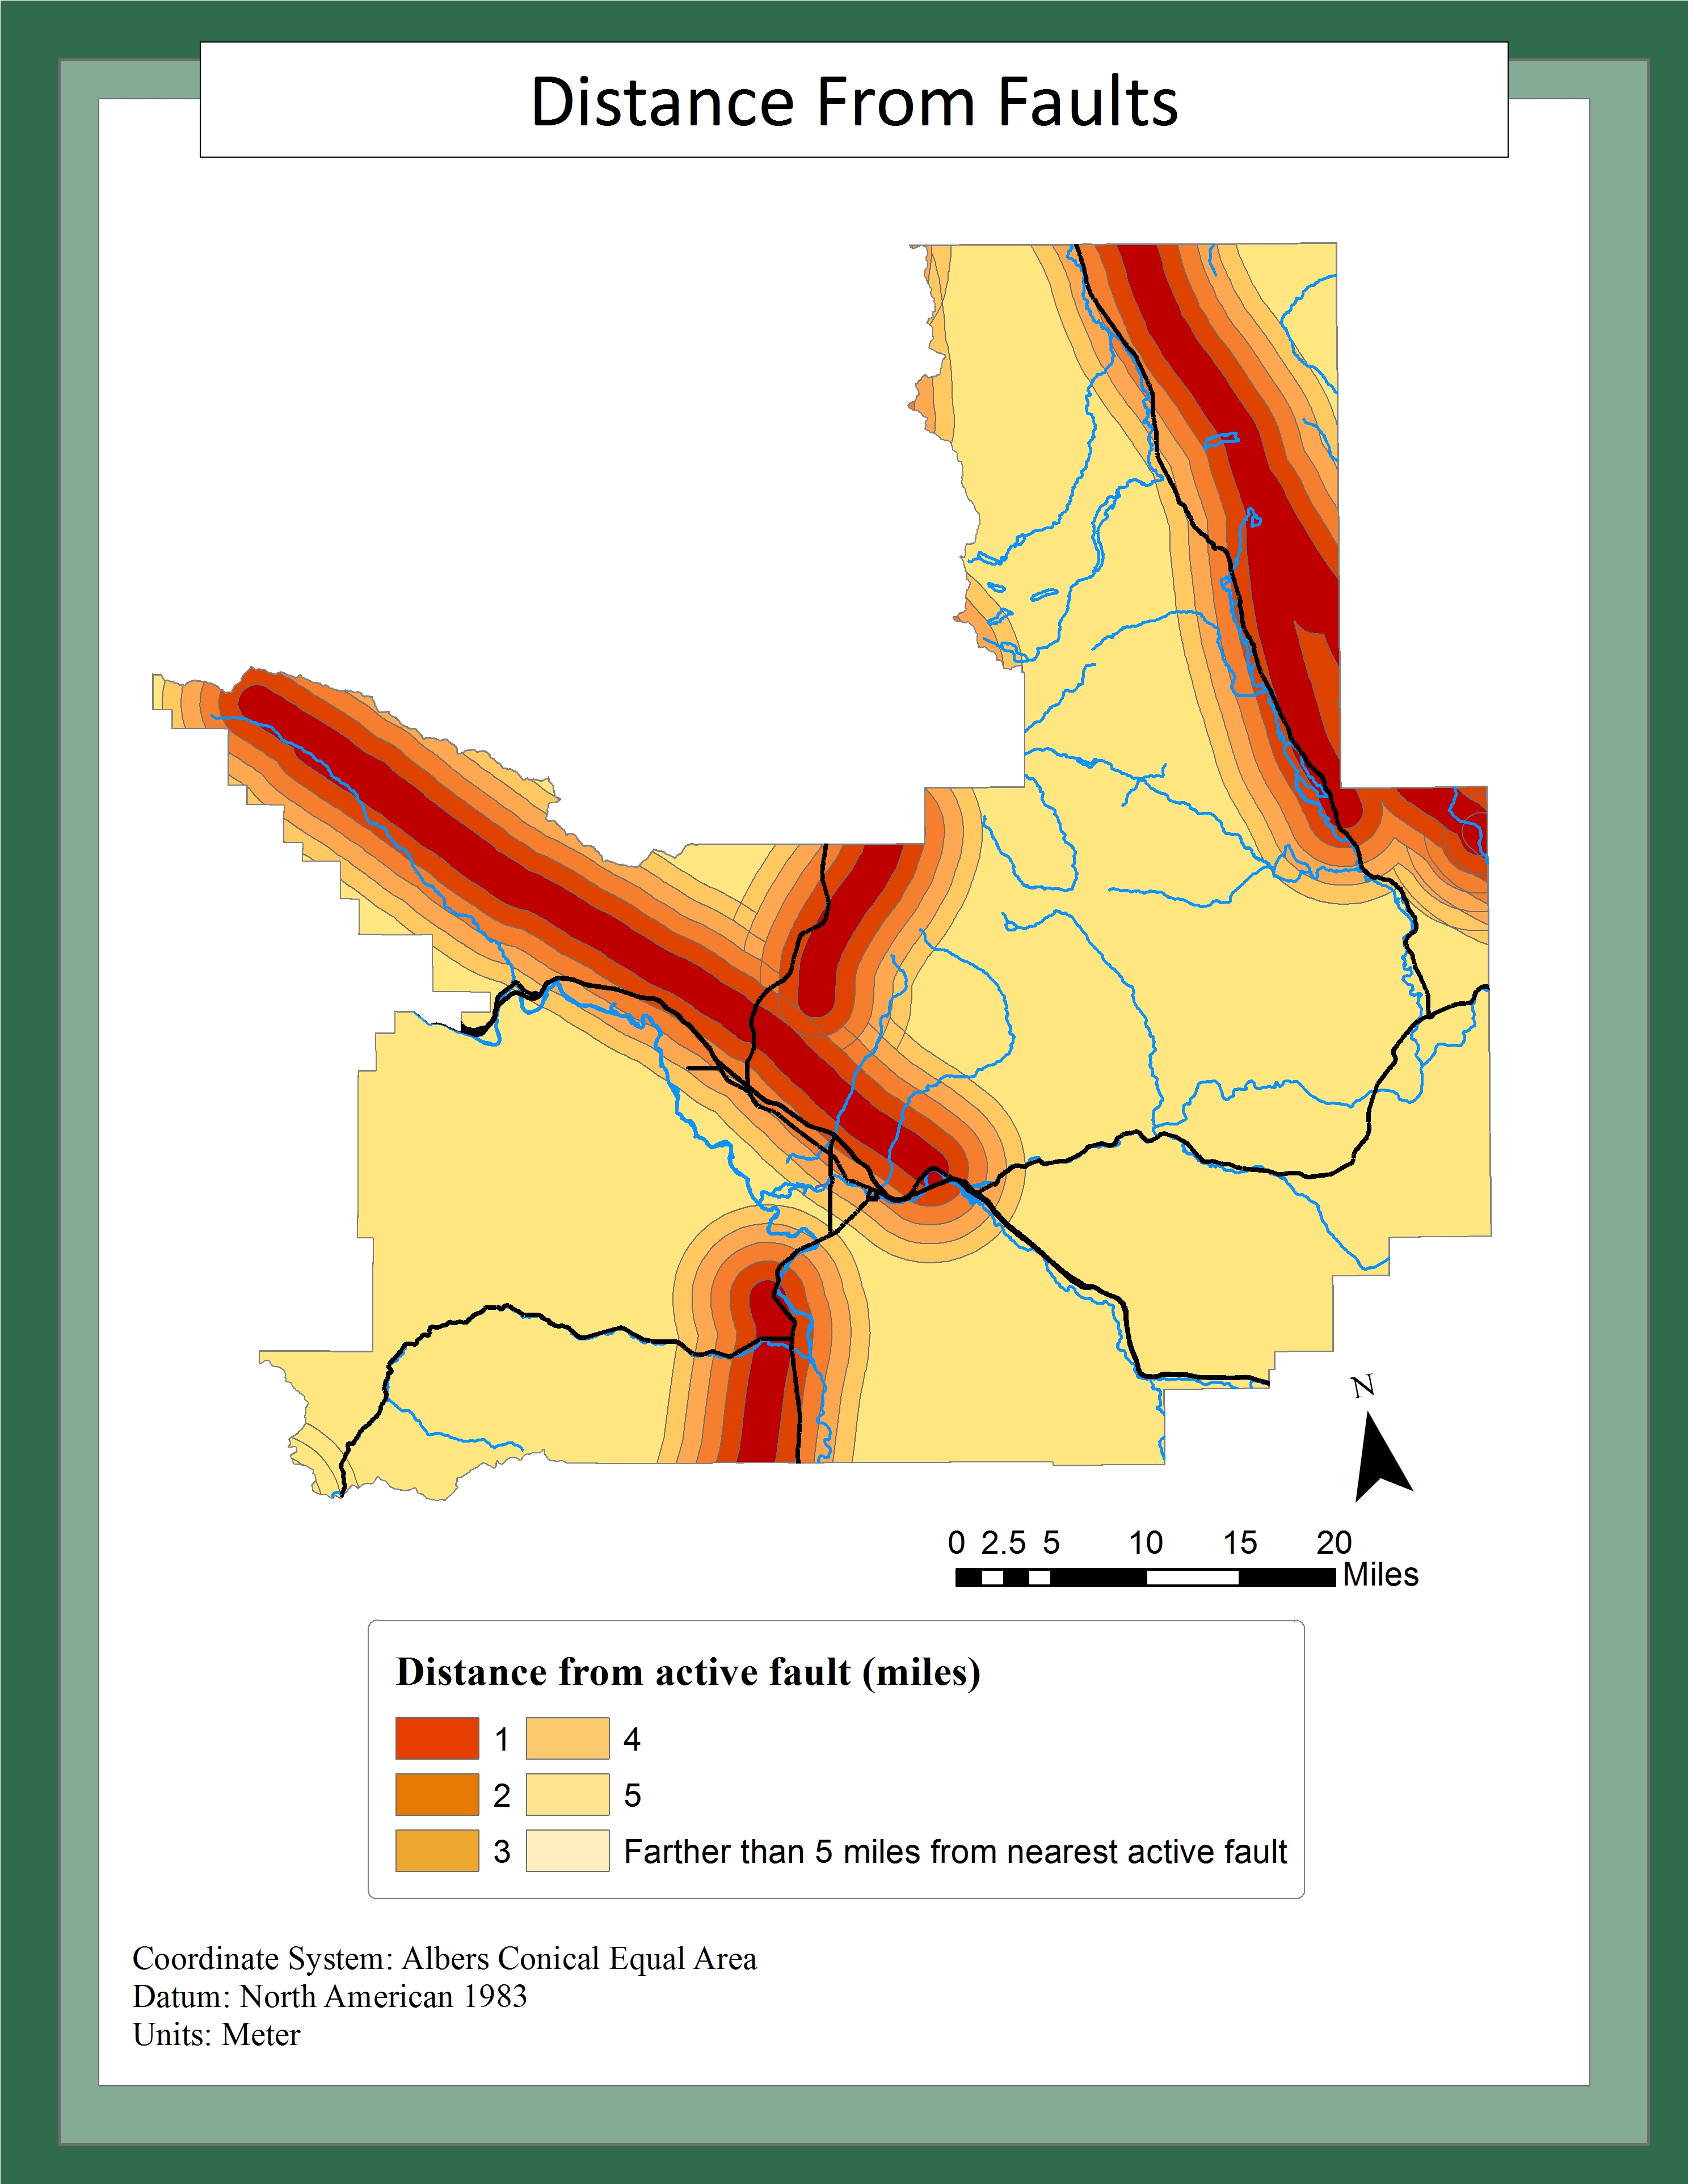 Distance From Faults
N
0 2.5 5 10 15 20
Miles
Distance from active fault (miles)
1 4
2 5
3 Farther than 5 miles from nearest active fault
Coordinate System: Albers Conical Equal Area
Datum: North American 1983
Units: Meter